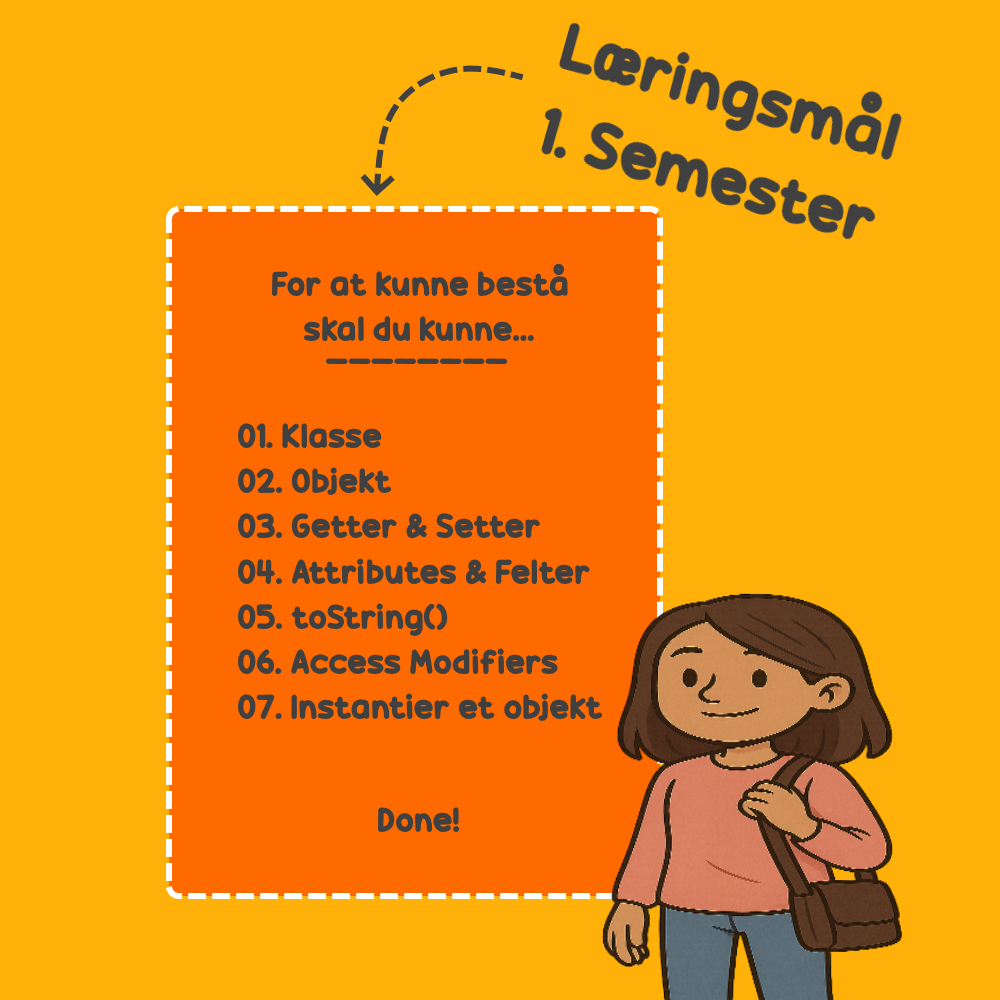 Læringsmål
1. Semester
For at kunne bestå
skal du kunne...
————————
01. Klasse
02. Objekt
03. Getter & Setter
04. Attributes & Felter
05. toString()
06. Access Modifiers
07. Instantier et objekt
Done!